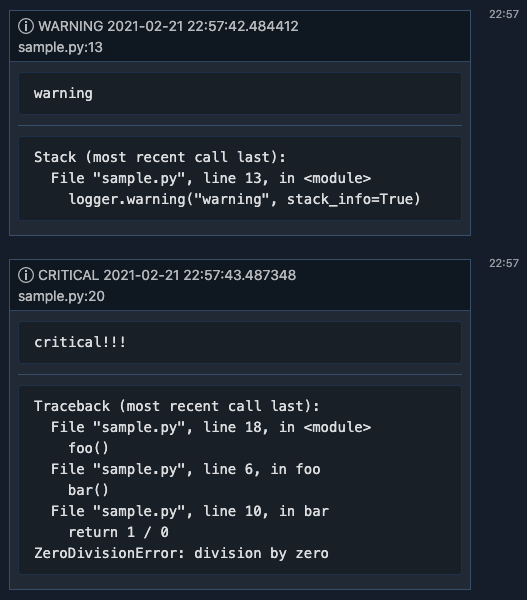 WARNING 2021-02-21 22:57:42.484412
22:57
sample.py:13
warning
Stack (most recent call last):
  File "sample.py", line 13, in <module>
    logger.warning("warning", stack_info=True)
CRITICAL 2021-02-21 22:57:43.487348
22:57
sample.py:20
critical!!!
Traceback (most recent call last):
  File "sample.py", line 18, in <module>
    foo()
  File "sample.py", line 6, in foo
    bar()
  File "sample.py", line 10, in bar
    return 1 / 0
ZeroDivisionError: division by zero